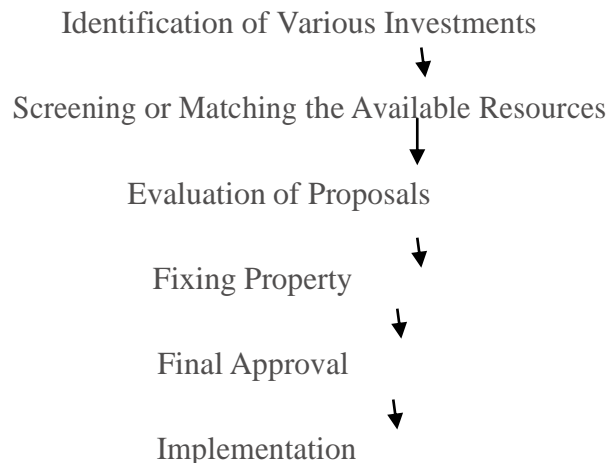 Identification of Various Investments
Screening or Matching the Available Resources
Evaluation of Proposals
Fixing Property
Final Approval
Implementation